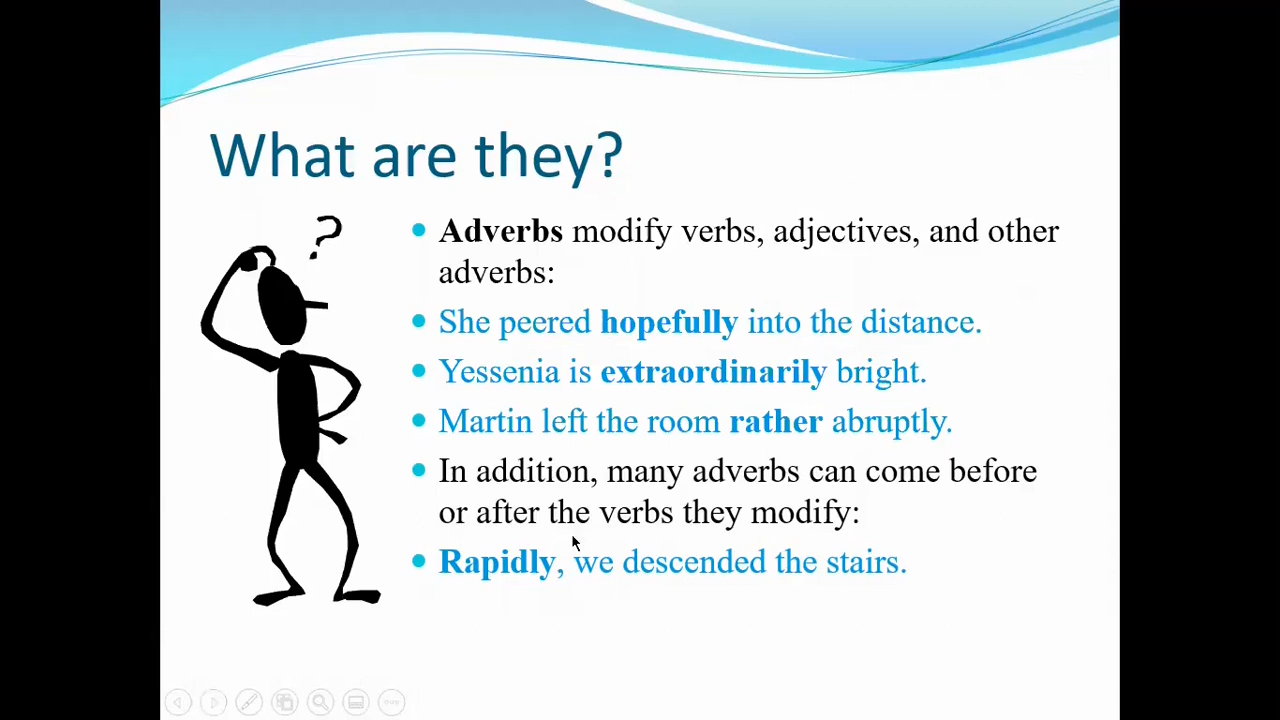 What are they?
?
• Adverbs modify verbs, adjectives, and other
adverbs:
• She peered hopefully into the distance.
• Yessenia is extraordinarily bright.
• Martin left the room rather abruptly.
• In addition, many adverbs can come before
or after the verbs they modify:
• Rapidly, we descended the stairs.